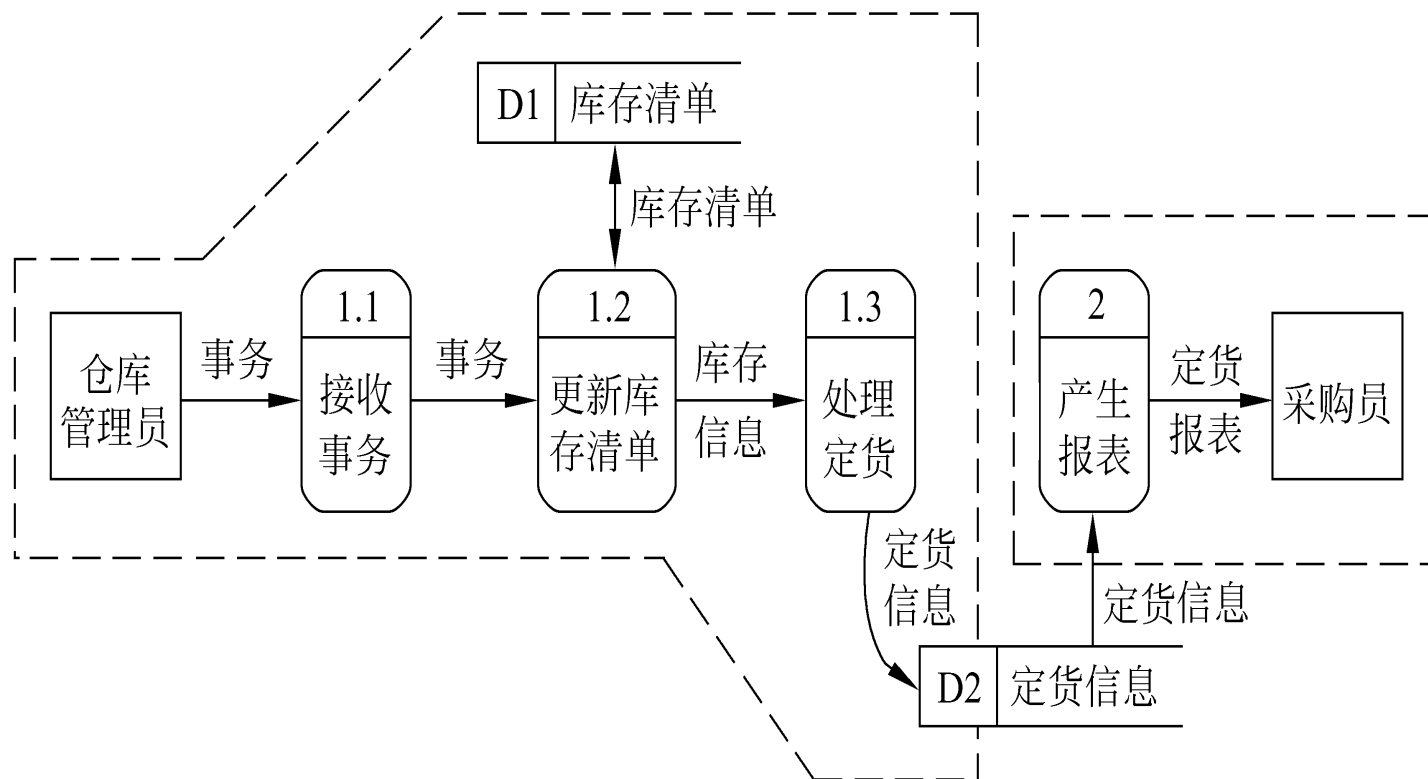 D1
库存清单
库存清单
仓库
管理员
事务
1.1
接收
事务
事务
1.2
更新库
存清单
库存
信息
1.3
处理
定货
定货
信息
D2
定货信息
定货信息
2
产生
报表
定货
报表
采购员